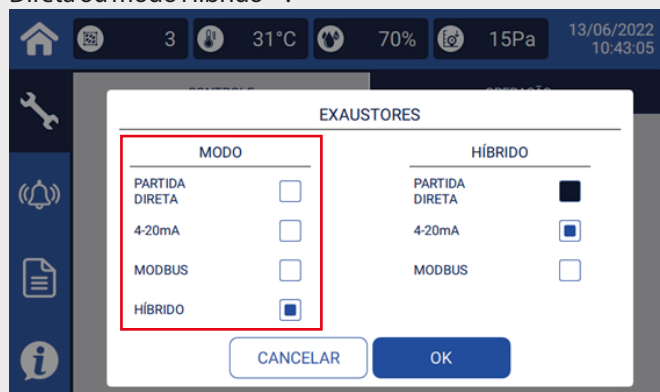 3 31°C 70% 15Pa 13/06/2022
10:43:05
EXAUSTORES
MODO
PARTIDA
DIRETA
4-20mA
MODBUS
HÍBRIDO
HÍBRIDO
PARTIDA
DIRETA
4-20mA
MODBUS
CANCELAR OK